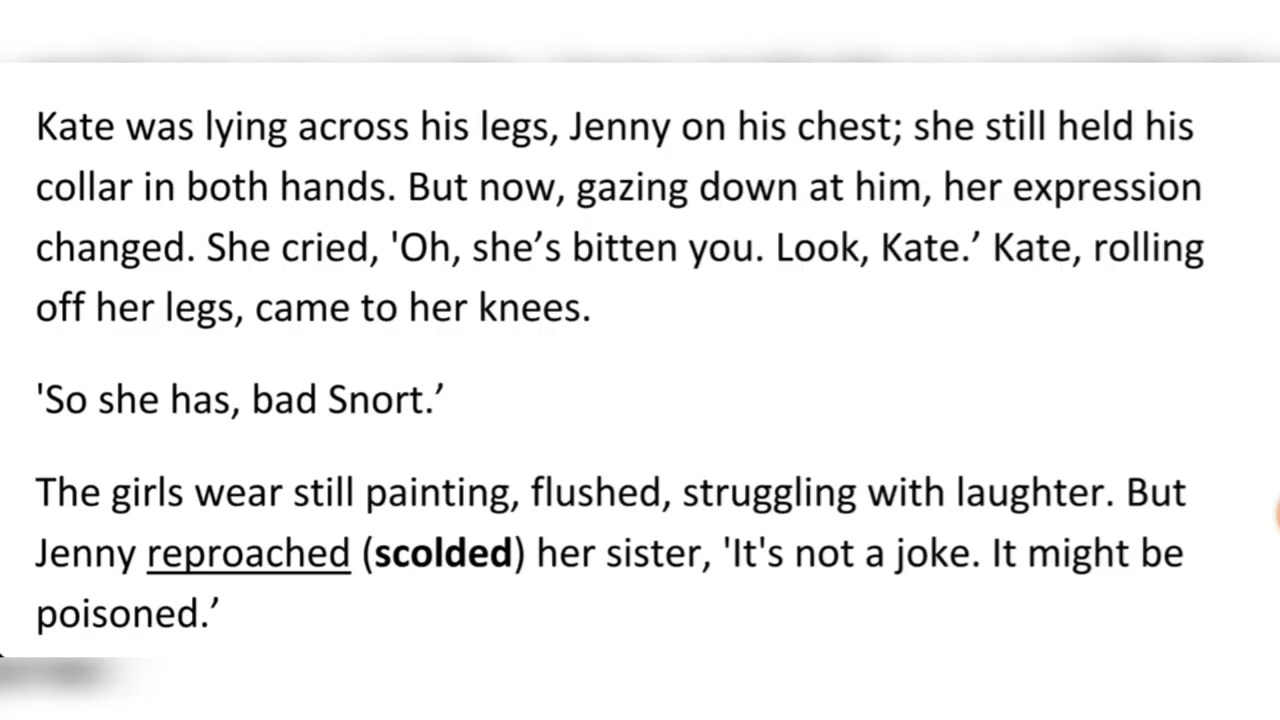 Kate was lying across his legs, Jenny on his chest; she still held his
collar in both hands. But now, gazing down at him, her expression
changed. She cried, 'Oh, she’s bitten you. Look, Kate.’ Kate, rolling
off her legs, came to her knees.
'So she has, bad Snort.’
The girls wear still painting, flushed, struggling with laughter. But
Jenny reproached (scolded) her sister, 'It's not a joke. It might be
poisoned.’